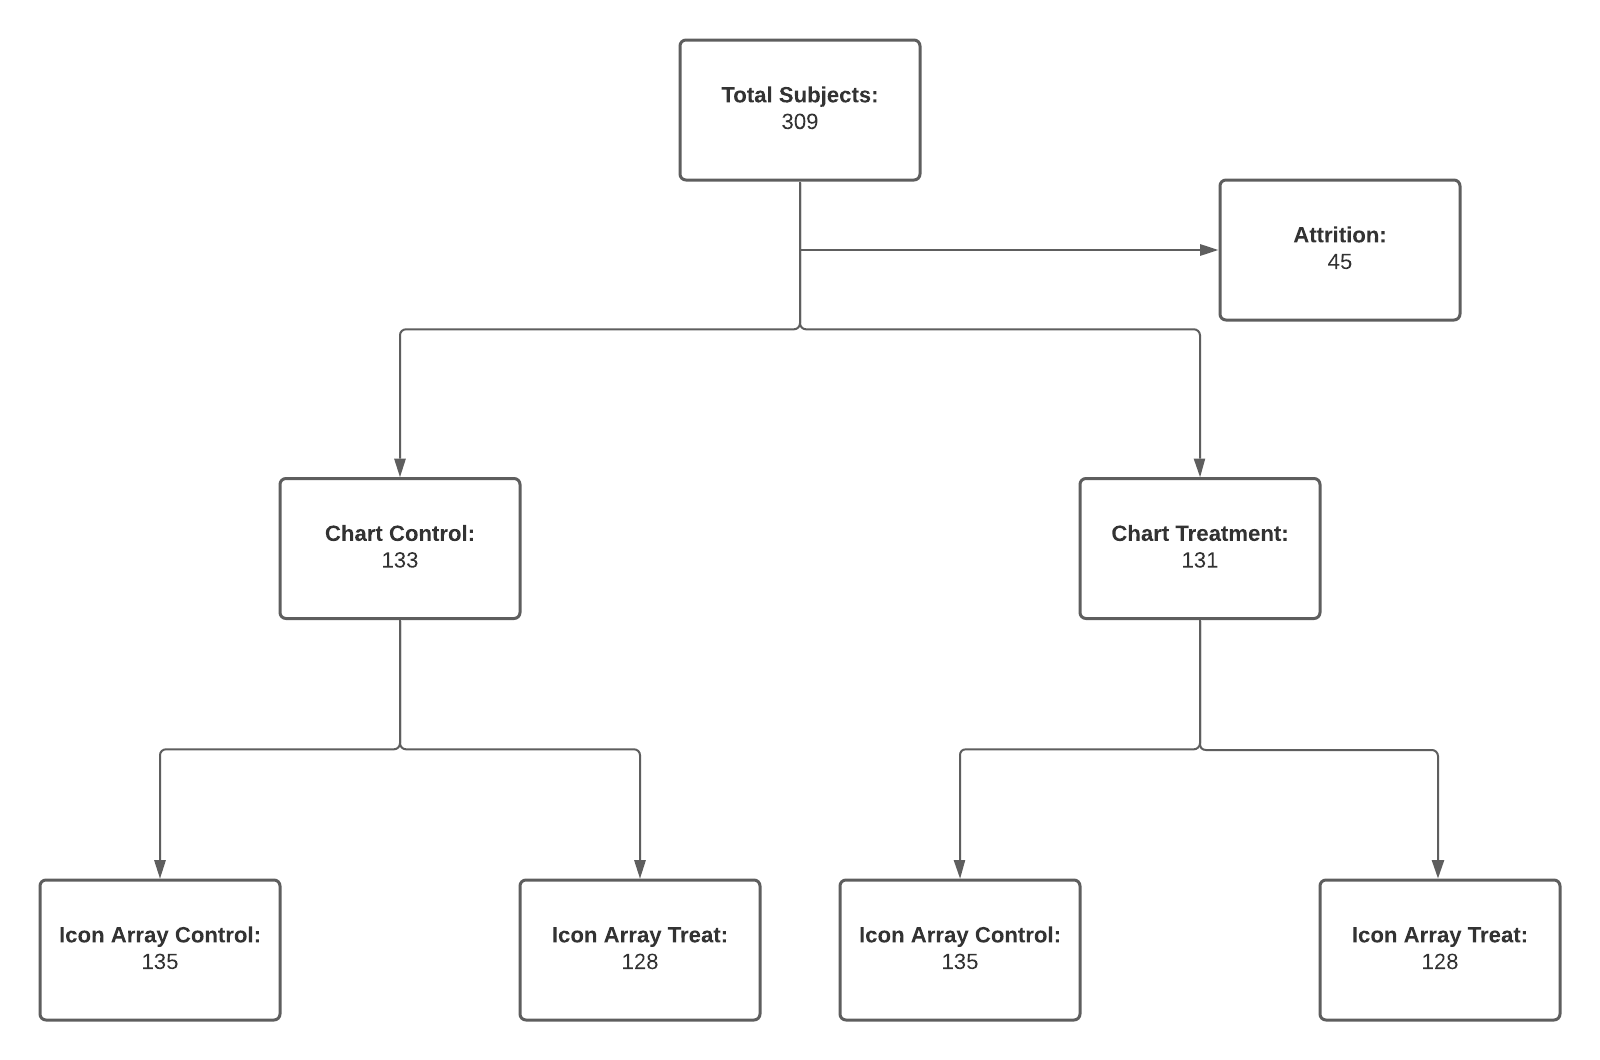 Total Subjects:
309
Attrition:
45
Chart Control:
133
Chart Treatment:
131
Icon Array Control:
135
Icon Array Treat:
128
Icon Array Control:
135
Icon Array Treat:
128